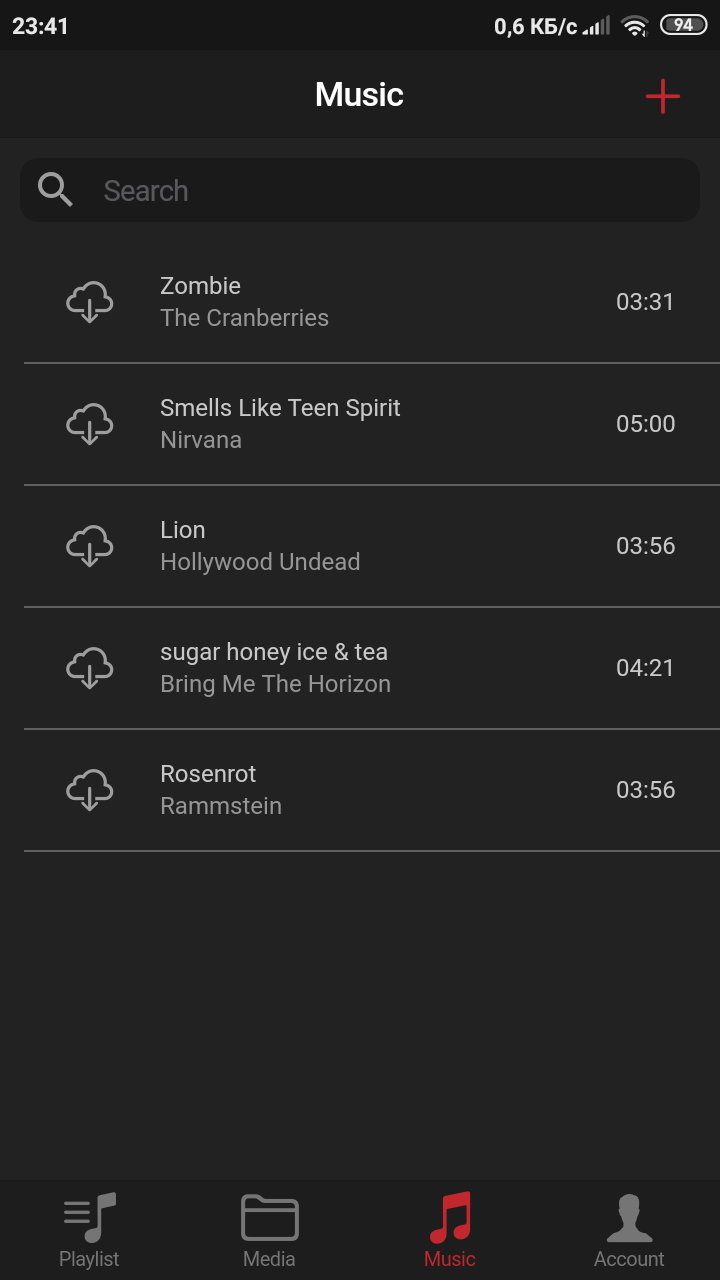 23:41 0,6 КБ/с 94
Music
Search
Zombie
The Cranberries
03:31
Smells Like Teen Spirit
Nirvana
05:00
Lion
Hollywood Undead
03:56
sugar honey ice & tea
Bring Me The Horizon
04:21
Rosenrot
Rammstein
03:56
Playlist Media Music Account